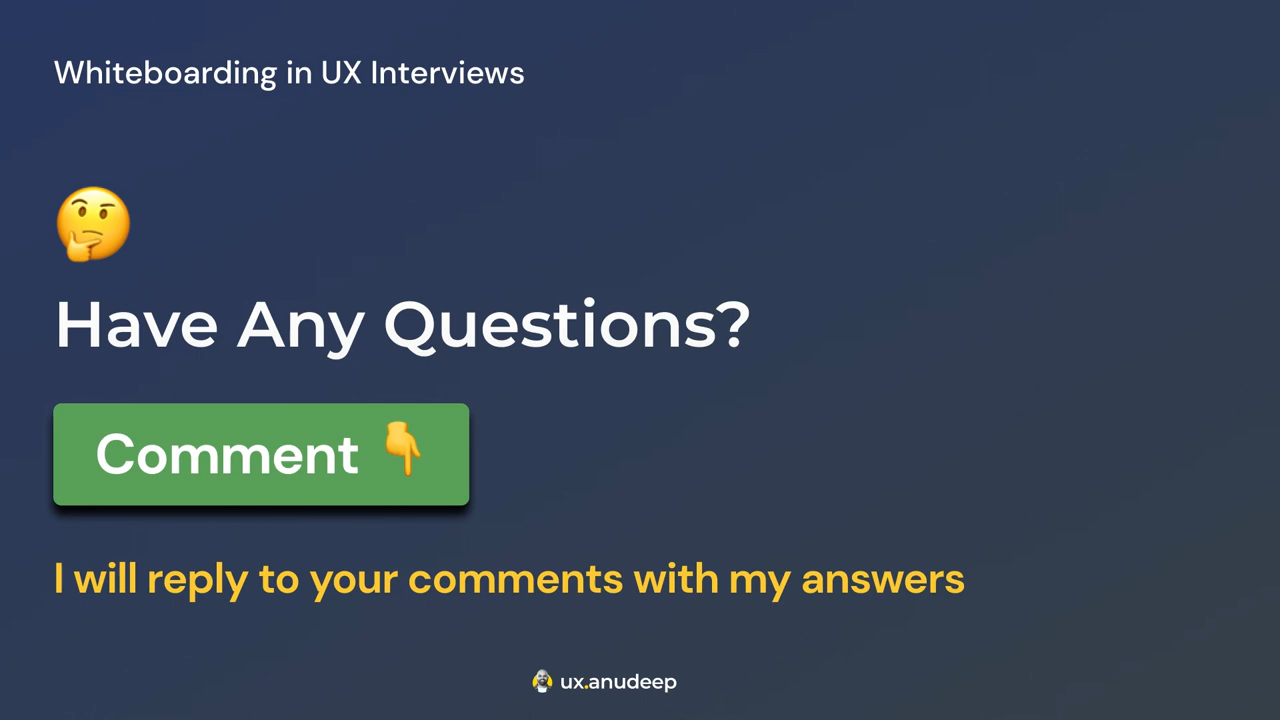 Whiteboarding in UX Interviews
🤔
Have Any Questions?
Comment 👇
I will reply to your comments with my answers
ux.anudeep